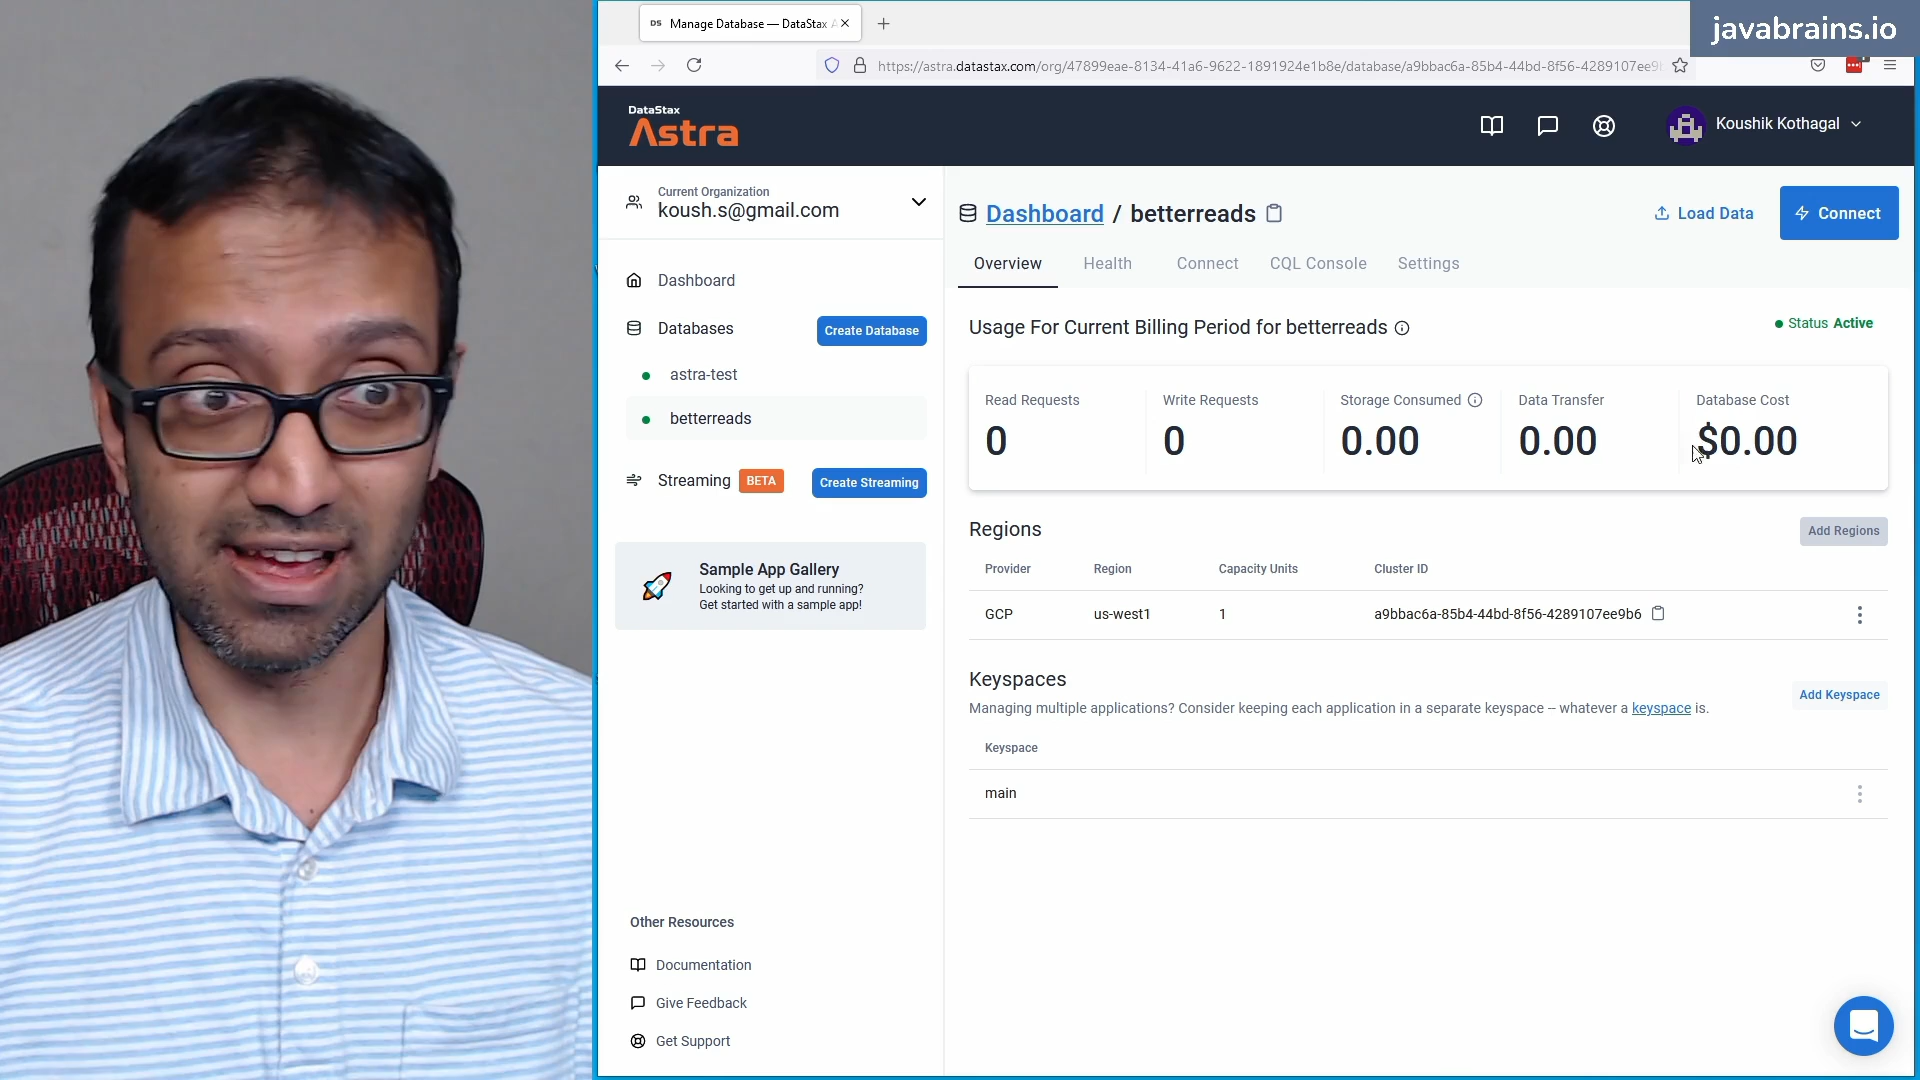 DS Manage Database — DataStax
javabrains.io
https://astra.datastax.com/org/47899eae-8134-41a6-9622-1891924e1b8e/database/a9bbac6a-85b4-44bd-8f56-4289107ee9
DataStax
Astra
Koushik Kothagal
Current Organization
koush.s@gmail.com
Dashboard / betterreads
Load Data
Connect
Overview
Health
Connect
CQL Console
Settings
Dashboard
Databases
Create Database
astra-test
betterreads
Streaming
BETA
Create Streaming
Sample App Gallery
Looking to get up and running?
Get started with a sample app!
Usage For Current Billing Period for betterreads
Status Active
Read Requests
0
Write Requests
0
Storage Consumed
0.00
Data Transfer
0.00
Database Cost
$0.00
Regions
Add Regions
Provider Region Capacity Units Cluster ID
GCP us-west1 1 a9bbac6a-85b4-44bd-8f56-4289107ee9b6
Keyspaces
Add Keyspace
Managing multiple applications? Consider keeping each application in a separate keyspace – whatever a keyspace is.
Keyspace
main
Other Resources
Documentation
Give Feedback
Get Support